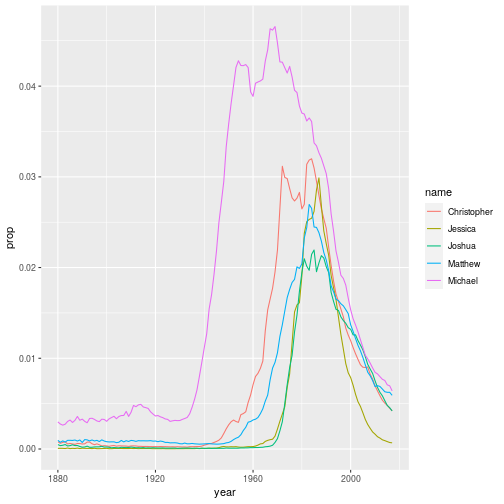 0.04
0.03
0.02
0.01
0.00
prop
1880
1920
1960
2000
year
name
Christopher
Jessica
Joshua
Matthew
Michael